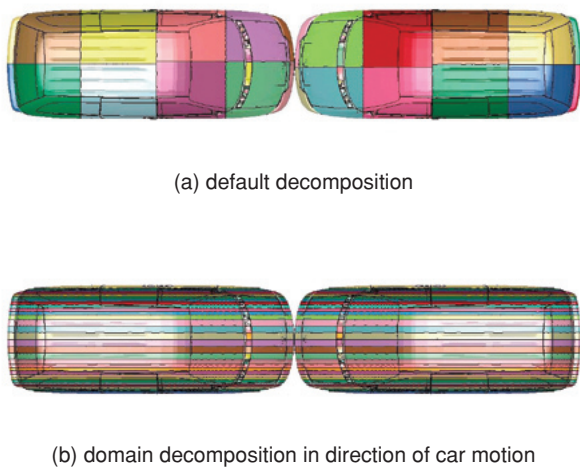 (a) default decomposition
(b) domain decomposition in direction of car motion